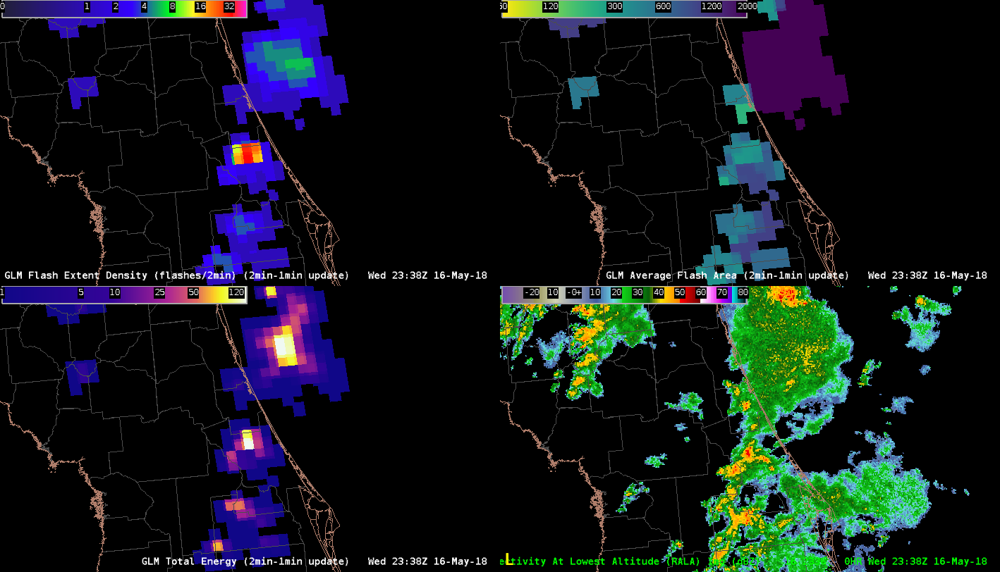 0 1 2 4 8 16 32
60 120 300 600 1200 2000
GLM Flash Extent Density (flashes/2min) (2min-1min update) Wed 23:38Z 16-May-18
GLM Average Flash Area (2min-1min update) Wed 23:38Z 16-May-18
1 5 10 25 50 120
-20 10 -0+ 10 20 30 40 50 60 70 80
GLM Total Energy (2min-1min update) Wed 23:38Z 16-May-18
L
ectivity At Lowest Altitude (RALA) 0HR Wed 23:38Z 16-May-18